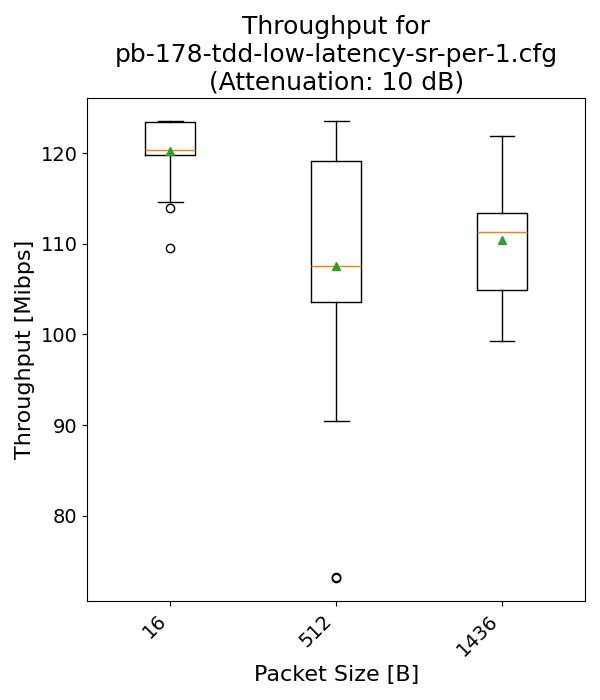 Throughput for
pb-178-tdd-low-latency-sr-per-1.cfg
(Attenuation: 10 dB)
Throughput [Mibps]
120
110
100
90
80
16
512
1436
Packet Size [B]